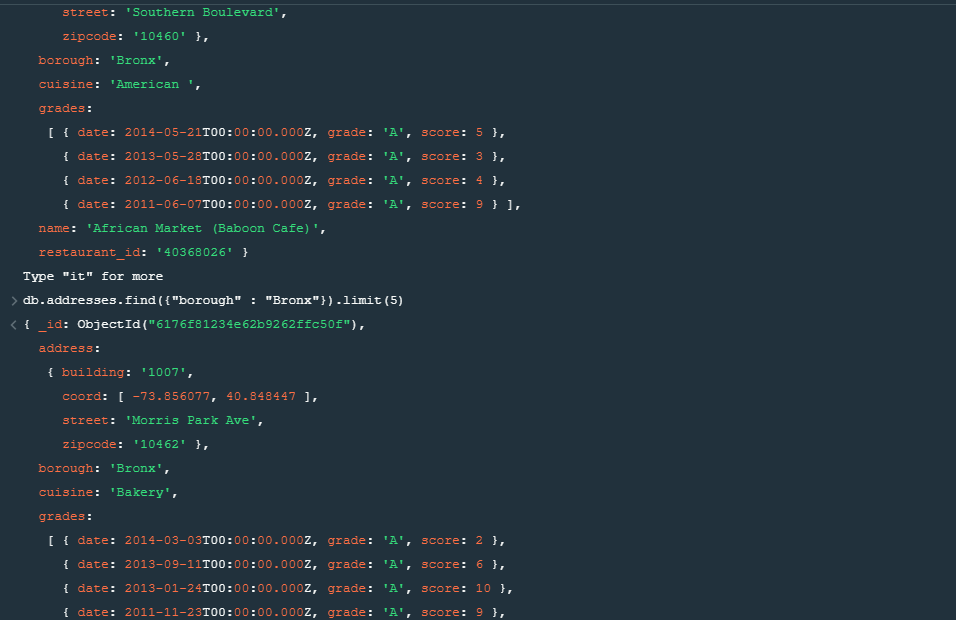 street: 'Southern Boulevard',
zipcode: '10460' },
borough: 'Bronx',
cuisine: 'American ',
grades:
[ { date: 2014-05-21T00:00:00.000Z, grade: 'A', score: 5 },
{ date: 2013-05-28T00:00:00.000Z, grade: 'A', score: 3 },
{ date: 2012-06-18T00:00:00.000Z, grade: 'A', score: 4 },
{ date: 2011-06-07T00:00:00.000Z, grade: 'A', score: 9 } ],
name: 'African Market (Baboon Cafe)',
restaurant_id: '40368026' }
Type "it" for more
> db.addresses.find({"borough" : "Bronx"}).limit(5)
< { _id: ObjectId("6176f81234e62b9262ffc50f"),
address:
{ building: '1007',
coord: [ -73.856077, 40.848447 ],
street: 'Morris Park Ave',
zipcode: '10462' },
borough: 'Bronx',
cuisine: 'Bakery',
grades:
[ { date: 2014-03-03T00:00:00.000Z, grade: 'A', score: 2 },
{ date: 2013-09-11T00:00:00.000Z, grade: 'A', score: 6 },
{ date: 2013-01-24T00:00:00.000Z, grade: 'A', score: 10 },
{ date: 2011-11-23T00:00:00.000Z, grade: 'A', score: 9 },